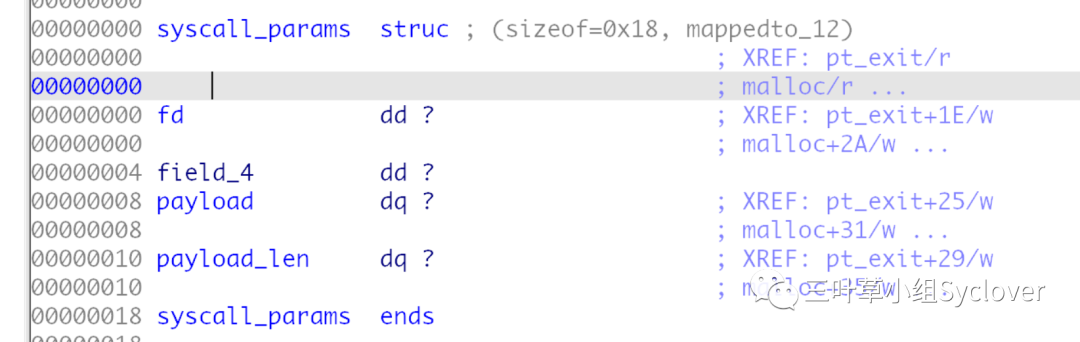 00000000
00000000 syscall_params struc ; (sizeof=0x18, mappedto_12)
00000000 ; XREF: pt_exit/r
00000000 ; malloc/r ...
00000000 fd dd ? ; XREF: pt_exit+1E/w
00000000 ; malloc+2A/w ...
00000004 field_4 dd ?
00000008 payload dq ? ; XREF: pt_exit+25/w
00000008 ; malloc+31/w ...
00000010 payload_len dq ? ; XREF: pt_exit+29/w
00000010 ;
三叶草小组Syclover
00000018 syscall_params ends
00000018